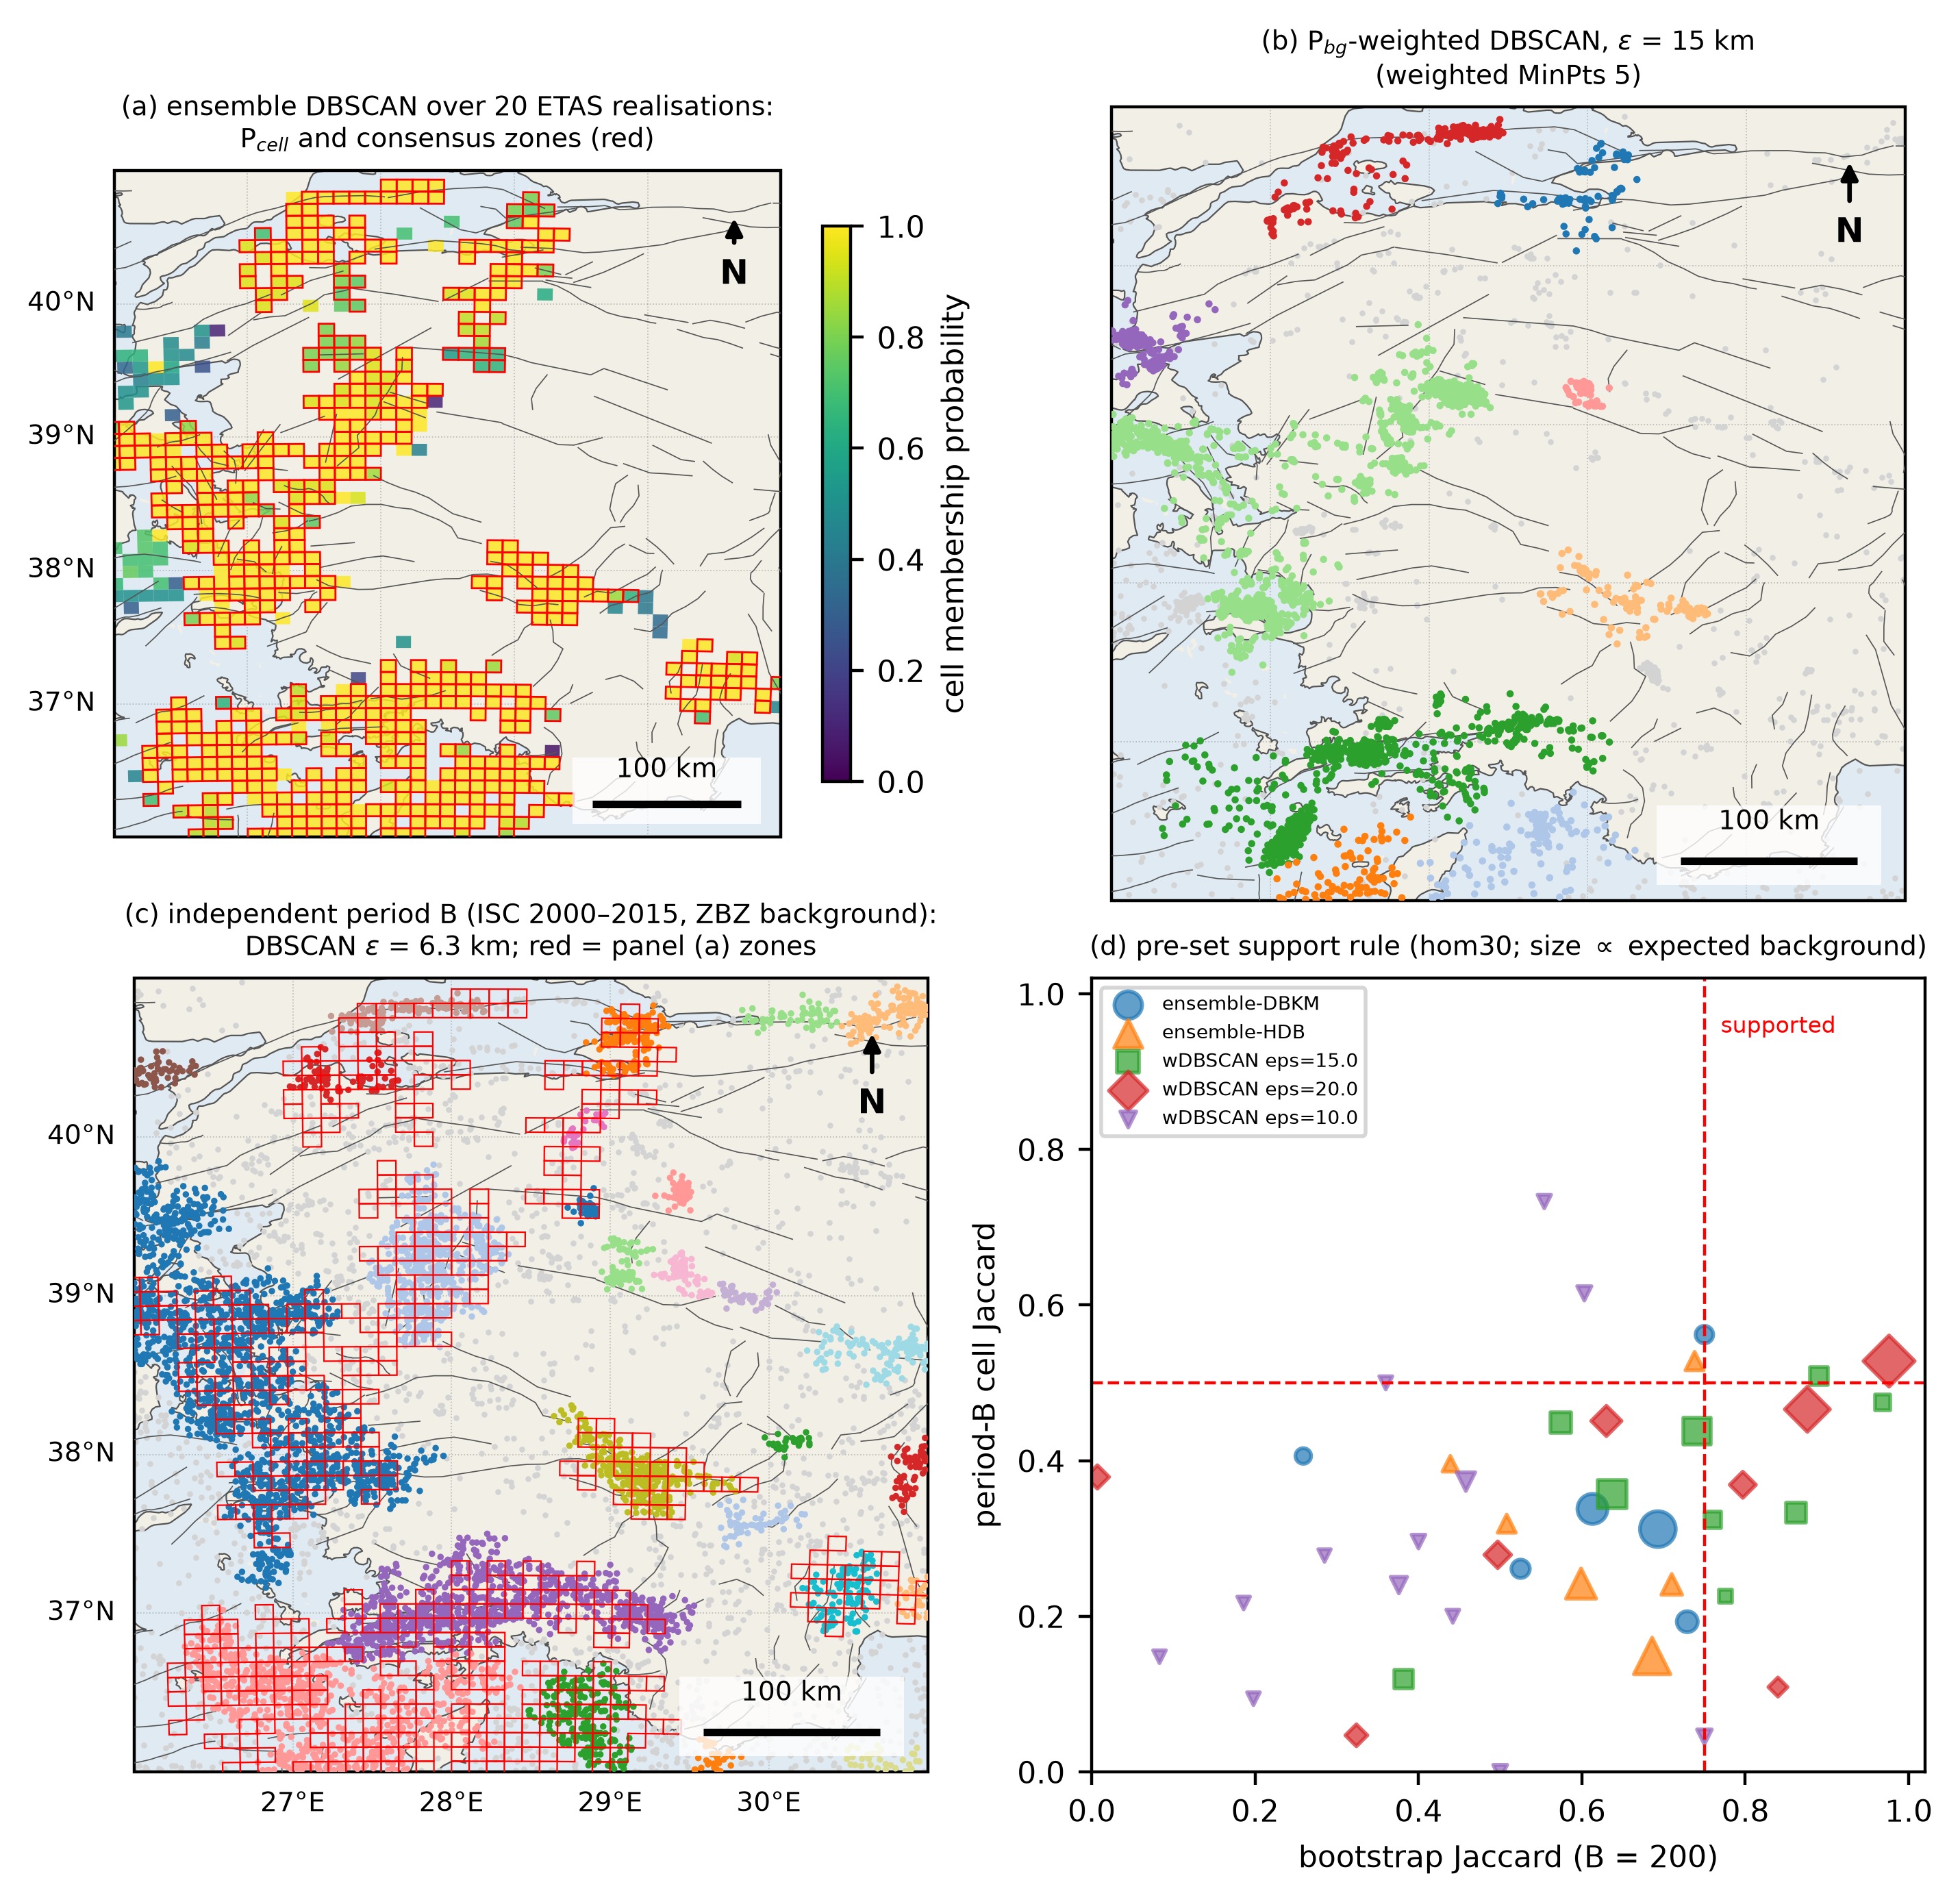 (a) ensemble DBSCAN over 20 ETAS realisations:
P_cell and consensus zones (red)
40°N
39°N
38°N
37°N
N
100 km
1.0
0.8
0.6
0.4
0.2
0.0
cell membership probability
(b) P_bg-weighted DBSCAN, ε = 15 km
(weighted MinPts 5)
N
100 km
(c) independent period B (ISC 2000–2015, ZBZ background):
DBSCAN ε = 6.3 km; red = panel (a) zones
40°N
39°N
38°N
37°N
27°E
28°E
29°E
30°E
N
100 km
(d) pre-set support rule (hom30; size ∝ expected background)
ensemble-DBKM
ensemble-HDB
wDBSCAN eps=15.0
wDBSCAN eps=20.0
wDBSCAN eps=10.0
supported
1.0
0.8
0.6
0.4
0.2
0.0
period-B cell Jaccard
0.0
0.2
0.4
0.6
0.8
1.0
bootstrap Jaccard (B = 200)